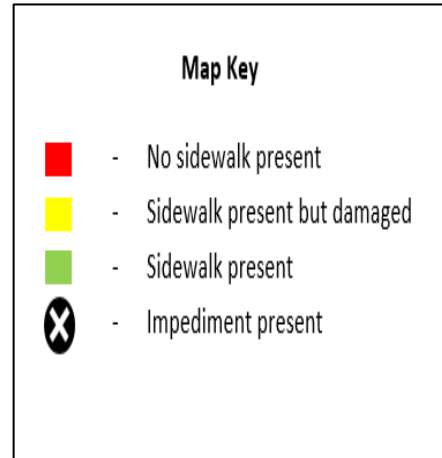 Map Key
- No sidewalk present
- Sidewalk present but damaged
- Sidewalk present
- Impediment present